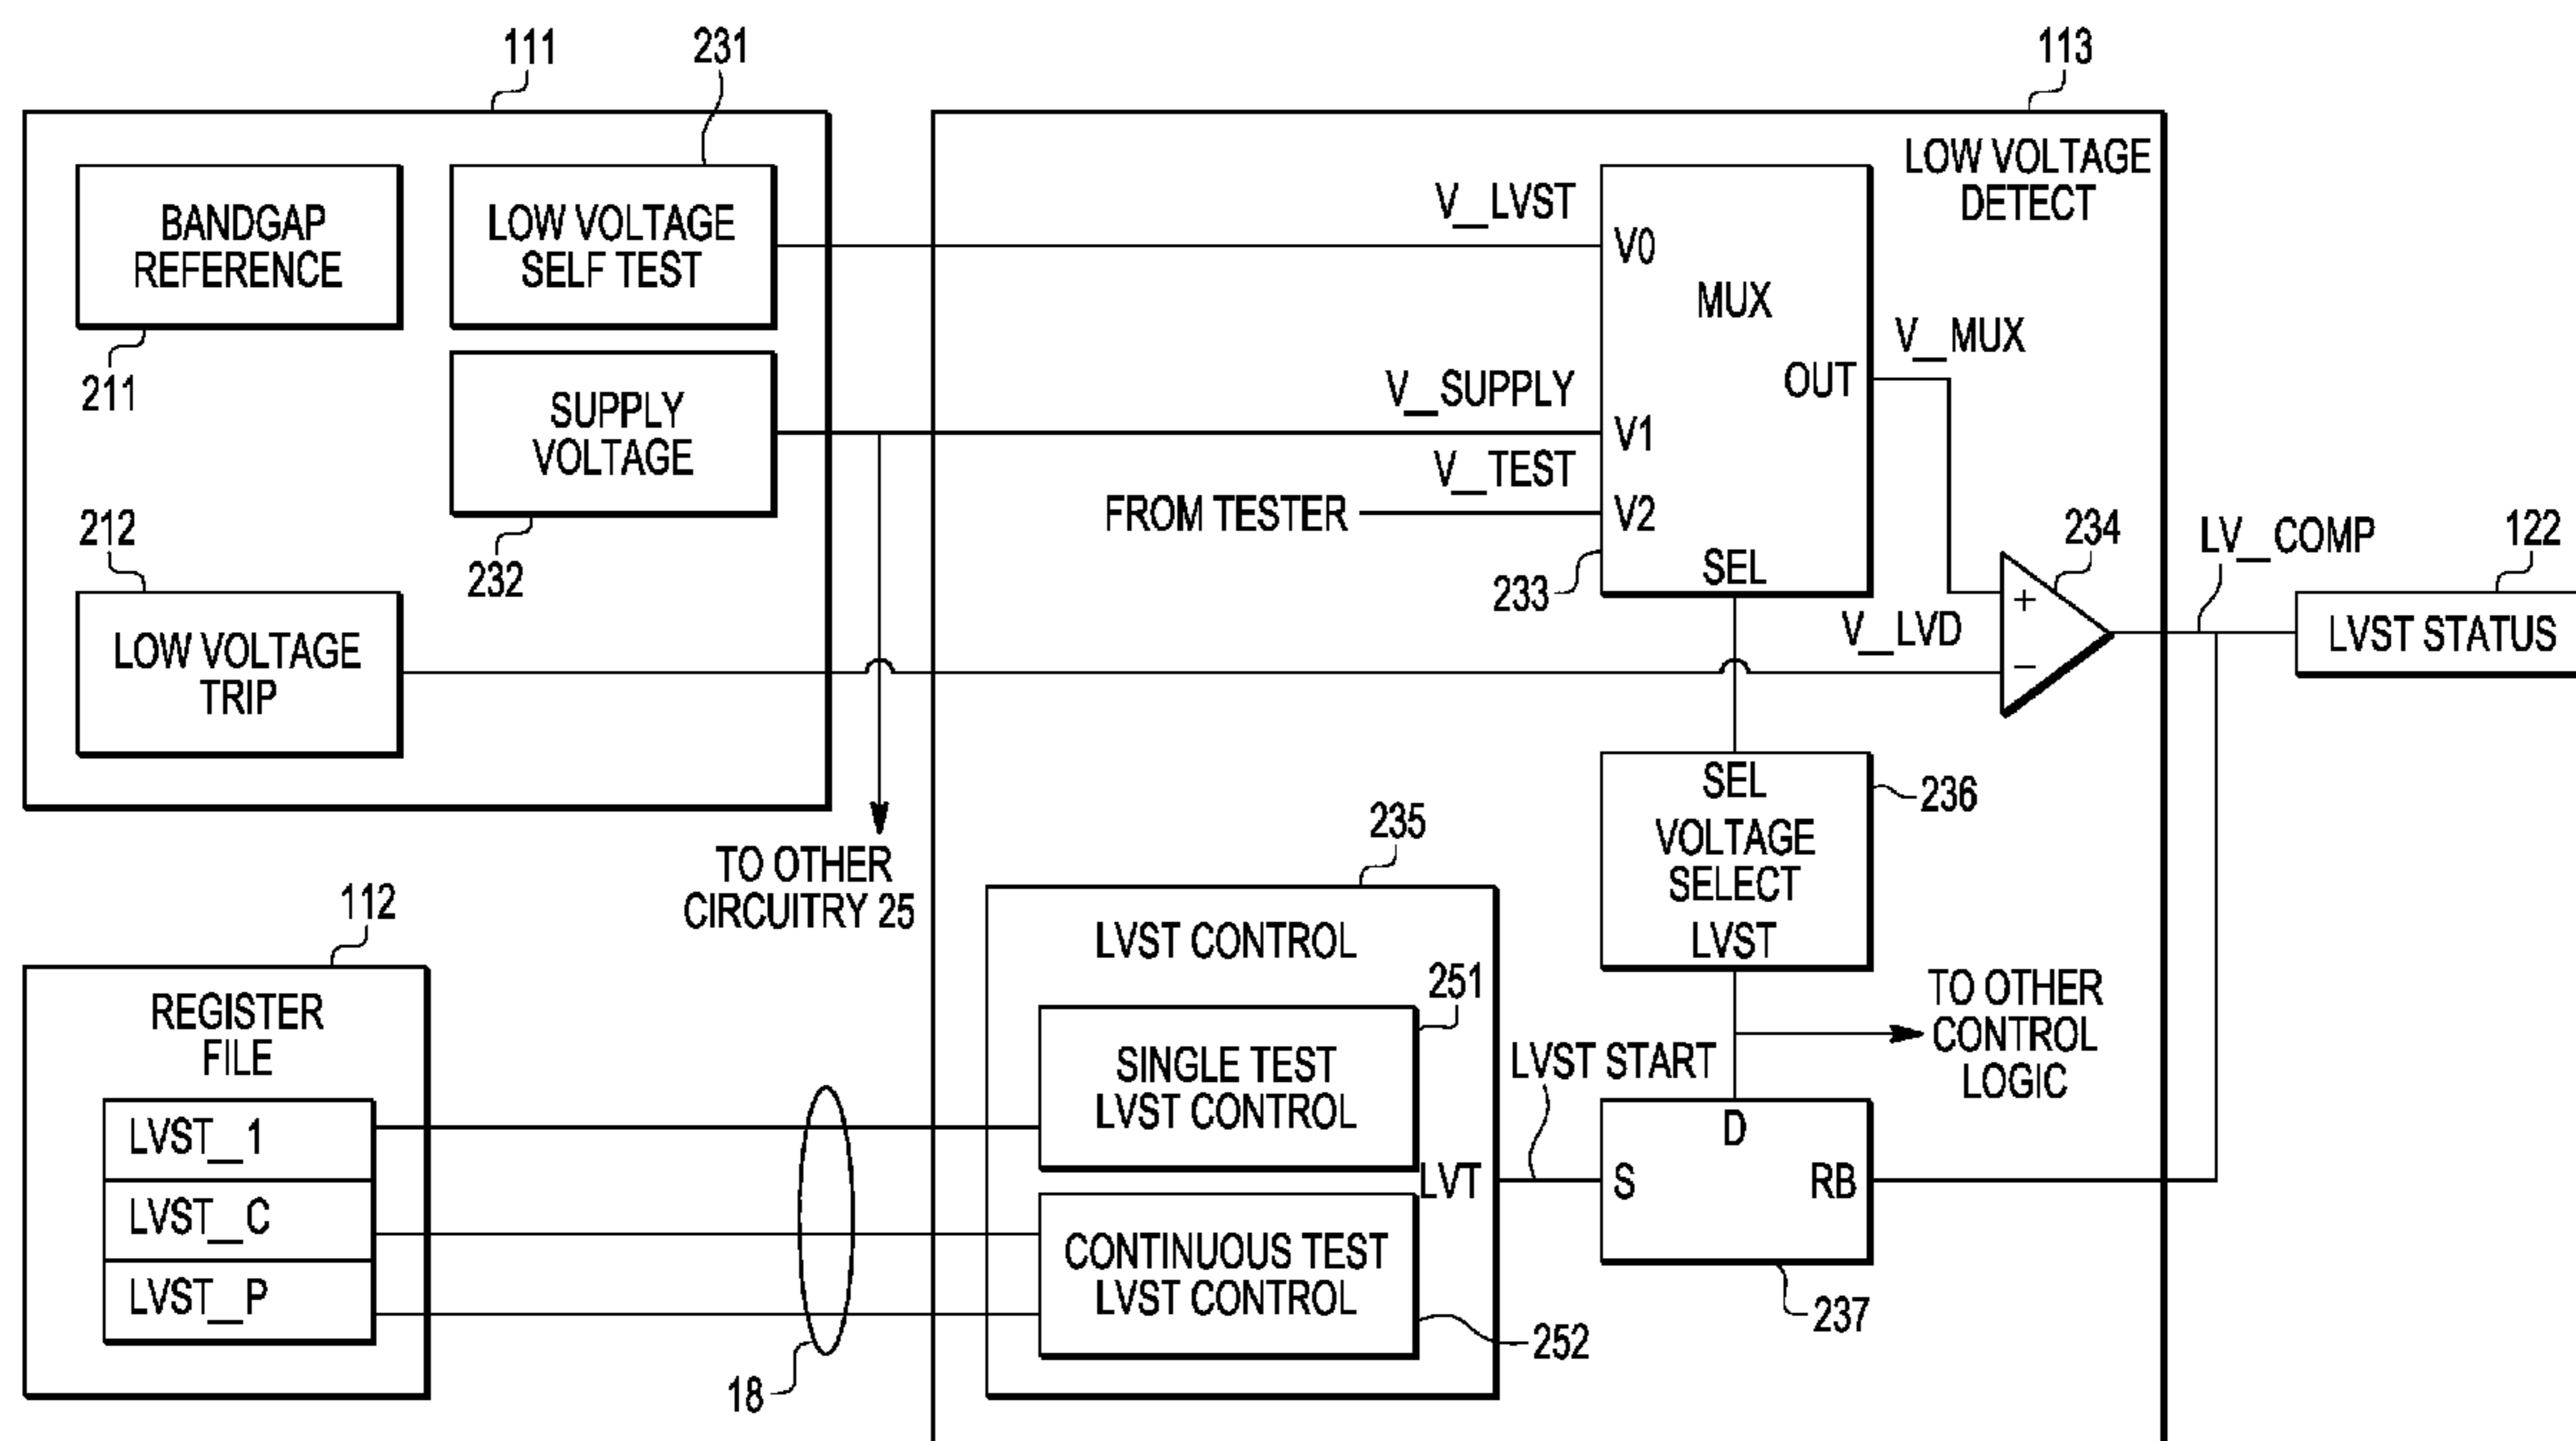 111
231
113
BANDGAP
REFERENCE
211
LOW VOLTAGE
SELF TEST
SUPPLY
VOLTAGE
232
212
LOW VOLTAGE
TRIP
TO OTHER
CIRCUITRY 25
LOW VOLTAGE
DETECT
V_LVST
V_SUPPLY
V_TEST
FROM TESTER
V0
MUX
OUT
V1
V2
SEL
233
V_MUX
V_LVD
+
−
234
LV_COMP
122
LVST STATUS
SEL
VOLTAGE
SELECT
LVST
236
TO OTHER
CONTROL
LOGIC
112
REGISTER
FILE
LVST_1
LVST_C
LVST_P
18
235
LVST CONTROL
251
SINGLE TEST
LVST CONTROL
CONTINUOUS TEST
LVST CONTROL
252
LVT
LVST START
D
S
RB
237